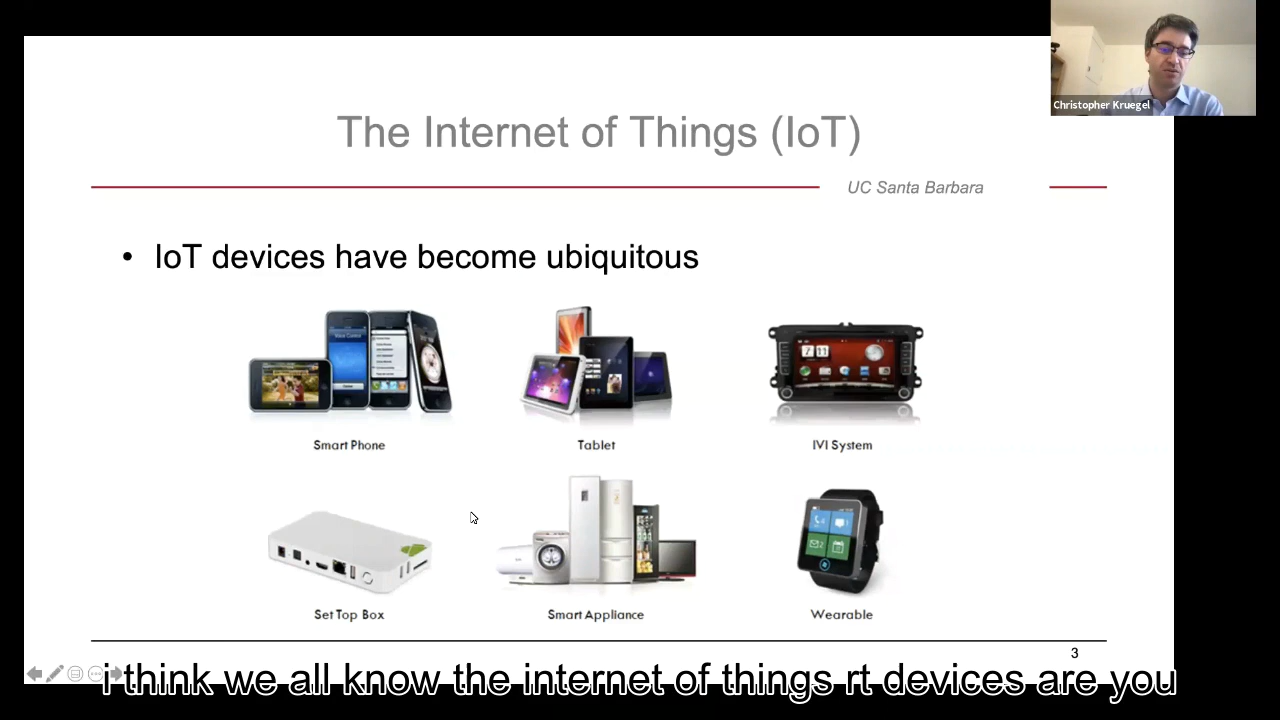 Christopher Kruegel
The Internet of Things (IoT)
UC Santa Barbara
• IoT devices have become ubiquitous
Smart Phone
Tablet
IVI System
Set Top Box
Smart Appliance
Wearable
3
i think we all know the internet of things rt devices are you